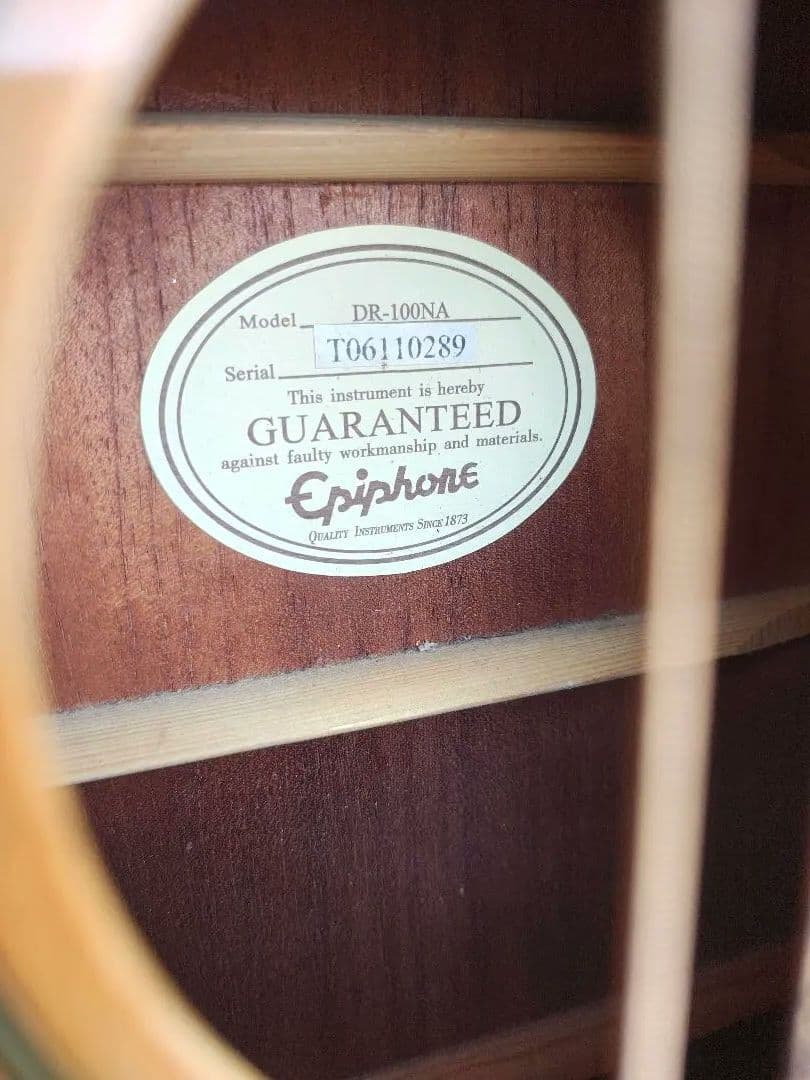 Model DR-100NA
T06110289
Serial
This instrument is hereby
GUARANTEED
against faulty workmanship and materials.
Epiphone
QUALITY INSTRUMENTS SINCE 1873